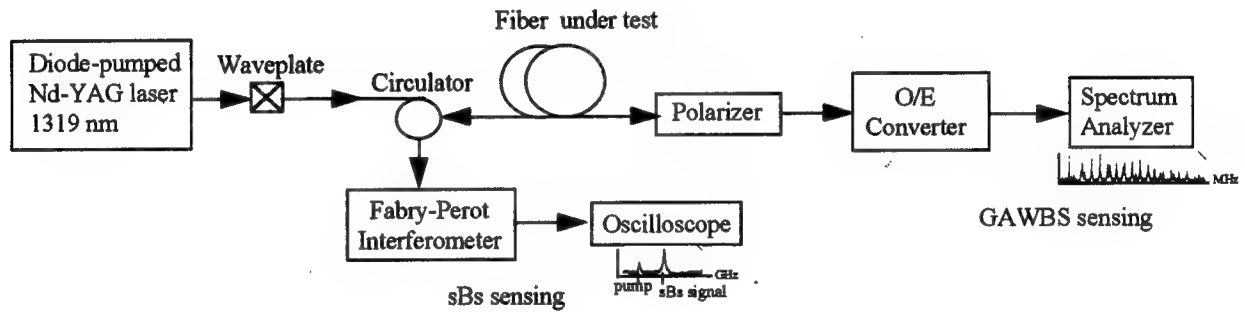 Fiber under test
Diode-pumped
Nd-YAG laser
1319 nm
Waveplate
Circulator
Polarizer
O/E
Converter
Spectrum
Analyzer
MHz
GAWBS sensing
Fabry-Perot
Interferometer
Oscilloscope
GHz
pump
sBs signal
sBs sensing